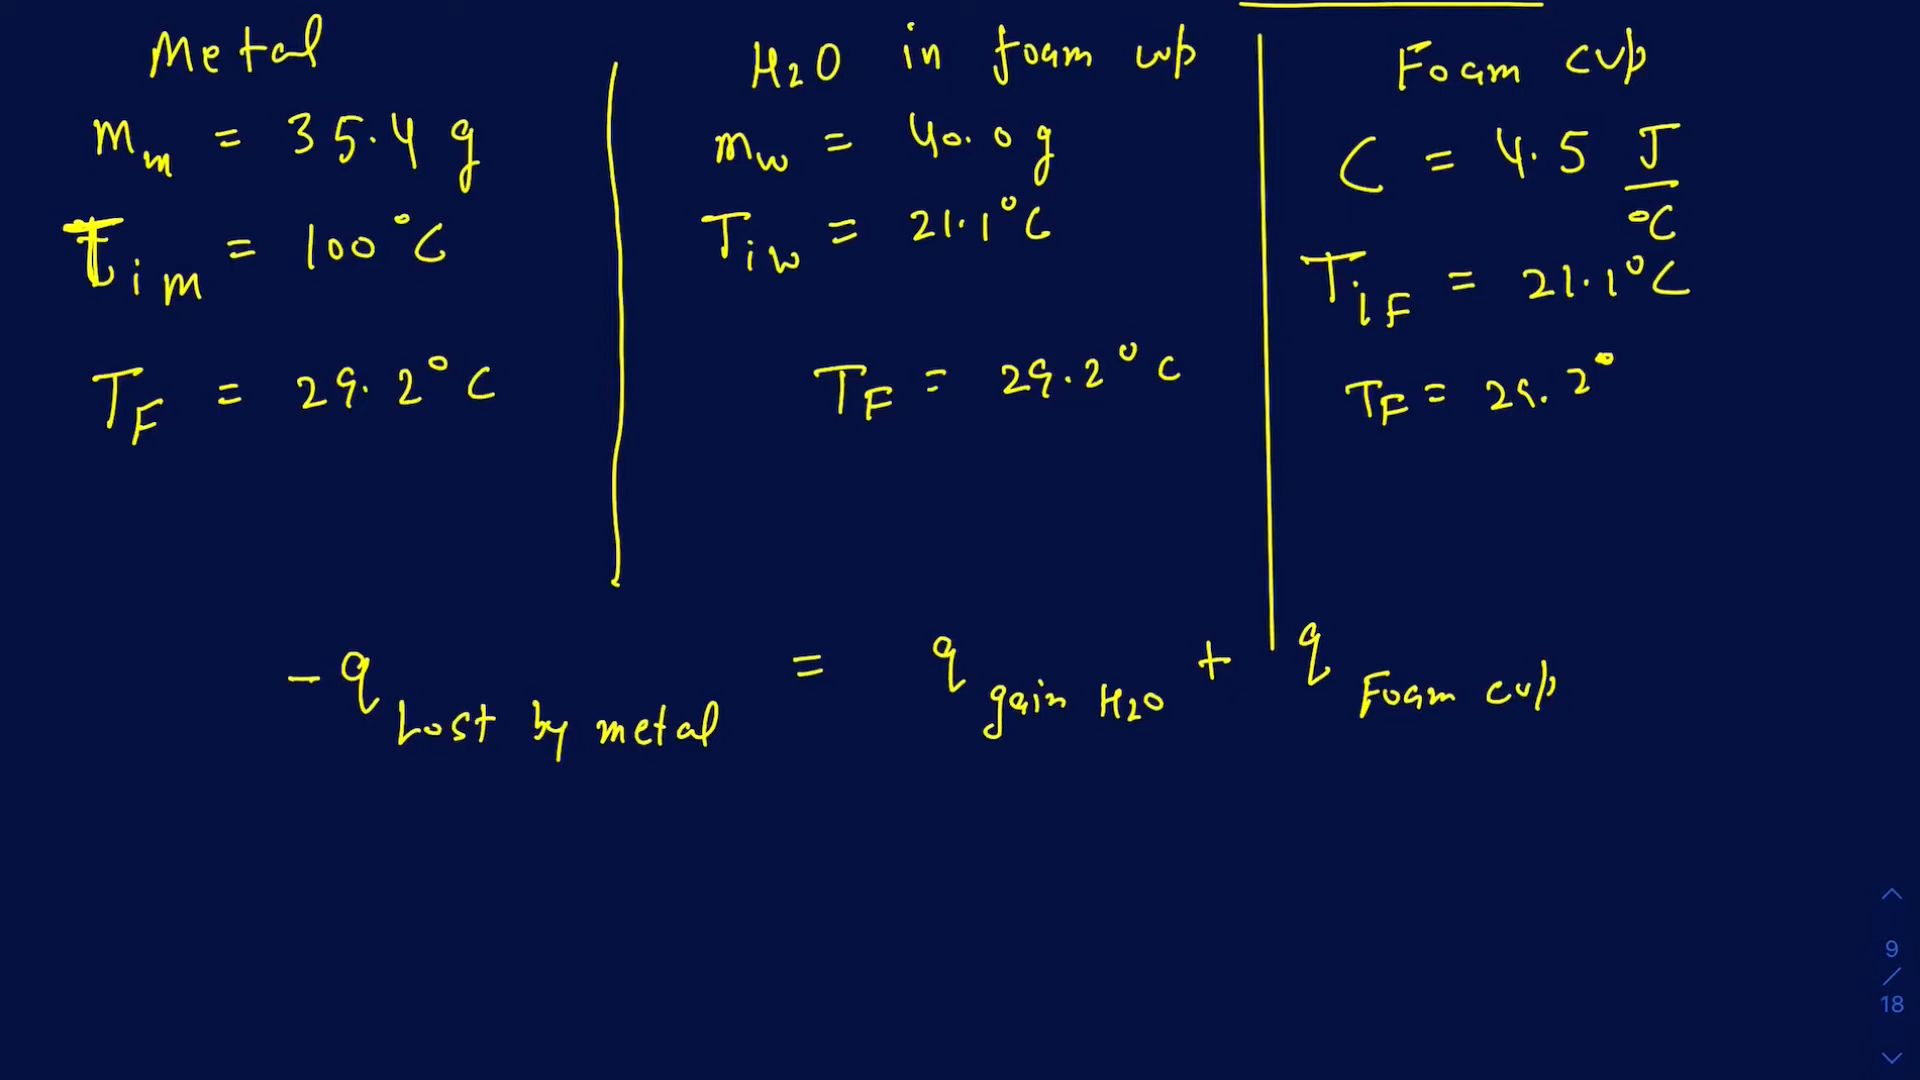 Metal
m_m = 35.4 g
T_im = 100°C
T_F = 29.2°C
H₂O in foam cup
m_w = 40.0 g
T_iw = 21.1°C
T_F = 29.2°C
Foam cup
C = 4.5 J/°C
T_iF = 21.1°C
T_F = 29.2°
-q Lost by metal = q gain H₂O + q Foam cup
9
/
18